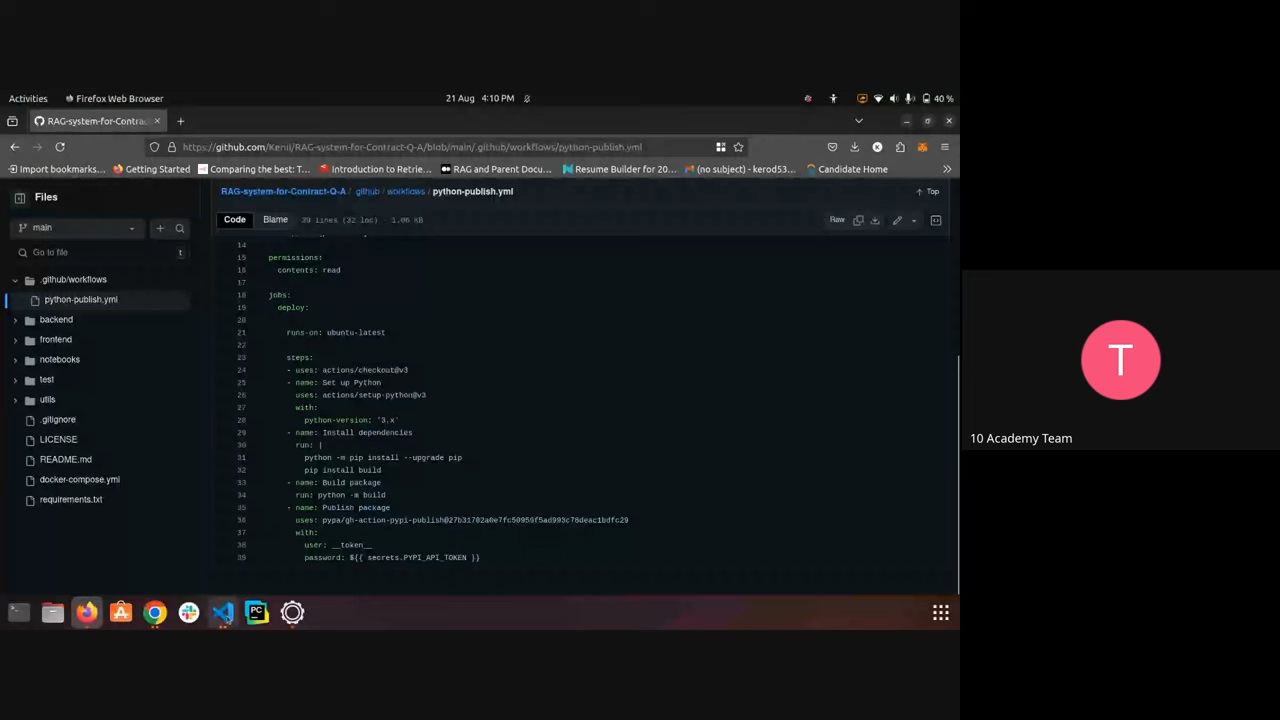 Activities
Firefox Web Browser
21 Aug 4:10 PM
40 %
RAG-system-for-Contrac
https://github.com/Kenii/RAG-system-for-Contract-Q-A/blob/main/.github/workflows/python-publish.yml
Import bookmarks...
Getting Started
Comparing the best: T...
Introduction to Retrie...
RAG and Parent Docu...
Resume Builder for 20...
(no subject) - kerod53...
Candidate Home
Files
RAG-system-for-Contract-Q-A / .github / workflows / python-publish.yml
Top
main
Code
Blame
39 lines (32 loc) · 1.06 kB
Raw
Go to file
t
.github/workflows
python-publish.yml
backend
frontend
notebooks
test
utils
.gitignore
LICENSE
README.md
docker-compose.yml
requirements.txt
14
15 permissions:
16 contents: read
17
18 jobs:
19 deploy:
20
21 runs-on: ubuntu-latest
22
23 steps:
24 - uses: actions/checkout@v3
25 - name: Set up Python
26 uses: actions/setup-python@v3
27 with:
28 python-version: '3.x'
29 - name: Install dependencies
30 run: |
31 python -m pip install --upgrade pip
32 pip install build
33 - name: Build package
34 run: python -m build
35 - name: Publish package
36 uses: pypa/gh-action-pypi-publish@27b31702a0e7fc50959f5ad993c78deac1bdfc29
37 with:
38 user: __token__
39 password: ${{ secrets.PYPI_API_TOKEN }}
PC
T
10 Academy Team